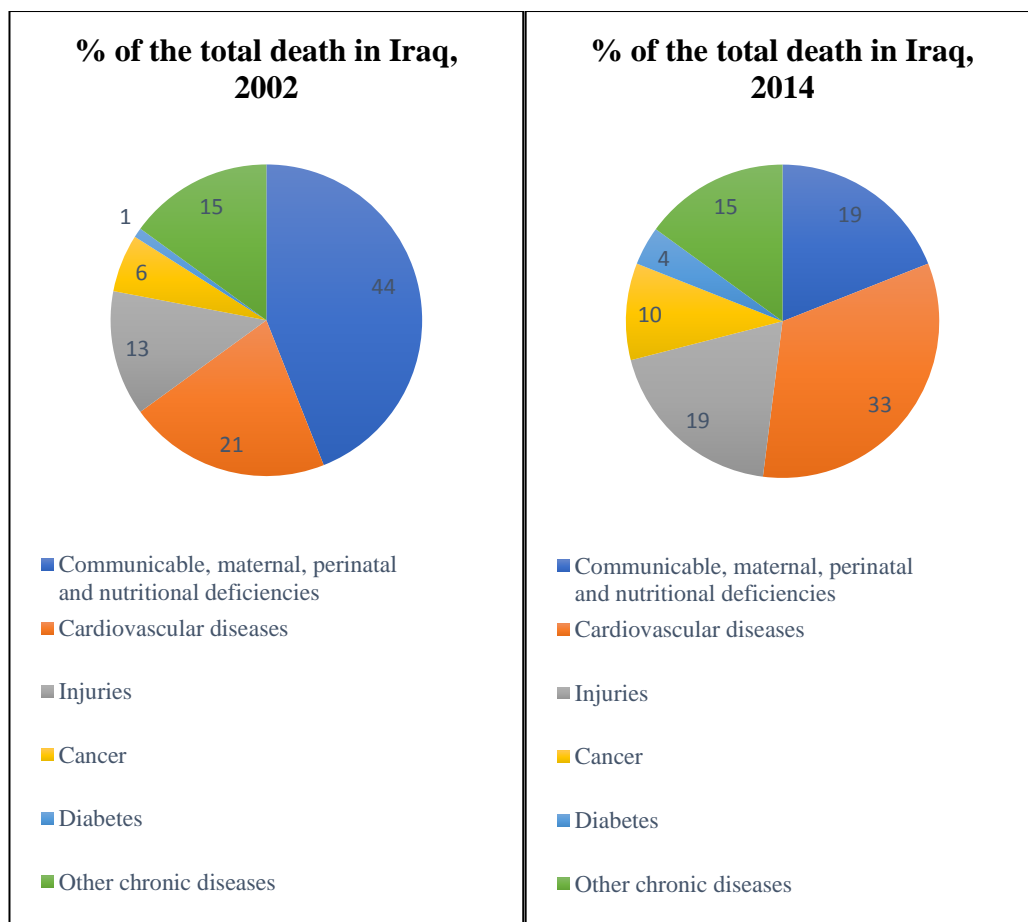 % of the total death in Iraq,
2002
15
1
6
44
13
21
Communicable, maternal, perinatal
and nutritional deficiencies
Cardiovascular diseases
Injuries
Cancer
Diabetes
Other chronic diseases
% of the total death in Iraq,
2014
15
19
4
10
33
19
Communicable, maternal, perinatal
and nutritional deficiencies
Cardiovascular diseases
Injuries
Cancer
Diabetes
Other chronic diseases